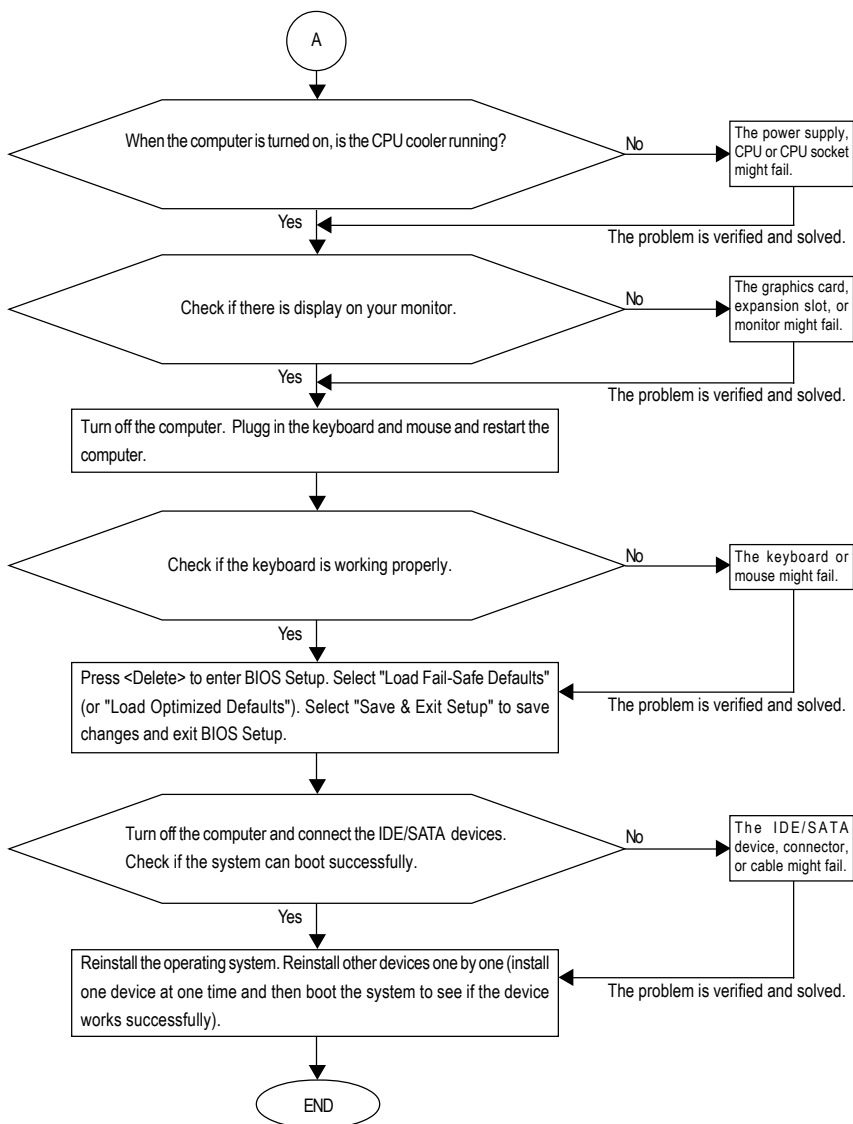 A
When the computer is turned on, is the CPU cooler running?
No
The power supply,
CPU or CPU socket
might fail.
Yes
The problem is verified and solved.
Check if there is display on your monitor.
No
The graphics card,
expansion slot, or
monitor might fail.
Yes
The problem is verified and solved.
Turn off the computer. Plugg in the keyboard and mouse and restart the
computer.
Check if the keyboard is working properly.
No
The keyboard or
mouse might fail.
Yes
Press <Delete> to enter BIOS Setup. Select "Load Fail-Safe Defaults"
(or "Load Optimized Defaults"). Select "Save & Exit Setup" to save
changes and exit BIOS Setup.
The problem is verified and solved.
Turn off the computer and connect the IDE/SATA devices.
Check if the system can boot successfully.
No
The IDE/SATA
device, connector,
or cable might fail.
Yes
Reinstall the operating system. Reinstall other devices one by one (install
one device at one time and then boot the system to see if the device
works successfully).
The problem is verified and solved.
END